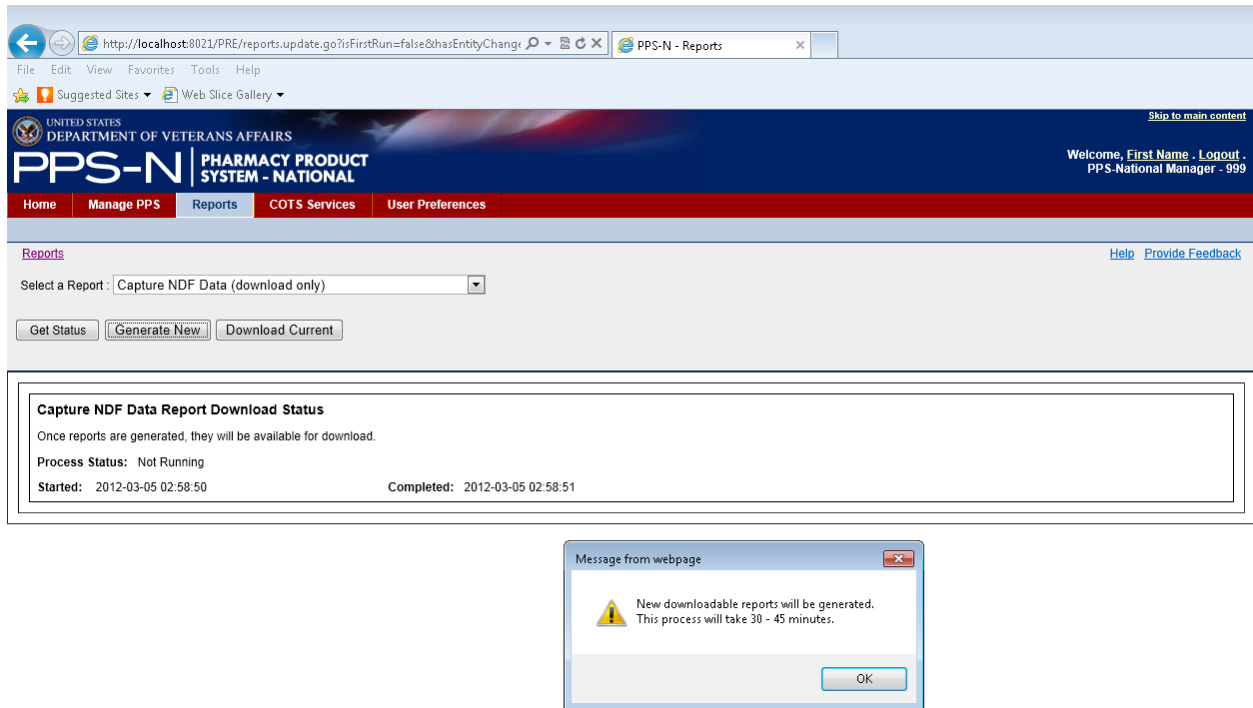 http://localhost:8021/PRE/reports.update.go?isFirstRun=false&hasEntityChange
PPS-N - Reports
File Edit View Favorites Tools Help
Suggested Sites Web Slice Gallery
Skip to main content
UNITED STATES
DEPARTMENT OF VETERANS AFFAIRS
PPS-N PHARMACY PRODUCT
SYSTEM - NATIONAL
Welcome, First Name . Logout .
PPS-National Manager - 999
Home Manage PPS Reports COTS Services User Preferences
Reports Help Provide Feedback
Select a Report : Capture NDF Data (download only)
Get Status Generate New Download Current
Capture NDF Data Report Download Status
Once reports are generated, they will be available for download.
Process Status: Not Running
Started: 2012-03-05 02:58:50 Completed: 2012-03-05 02:58:51
Message from webpage
New downloadable reports will be generated.
This process will take 30 - 45 minutes.
OK